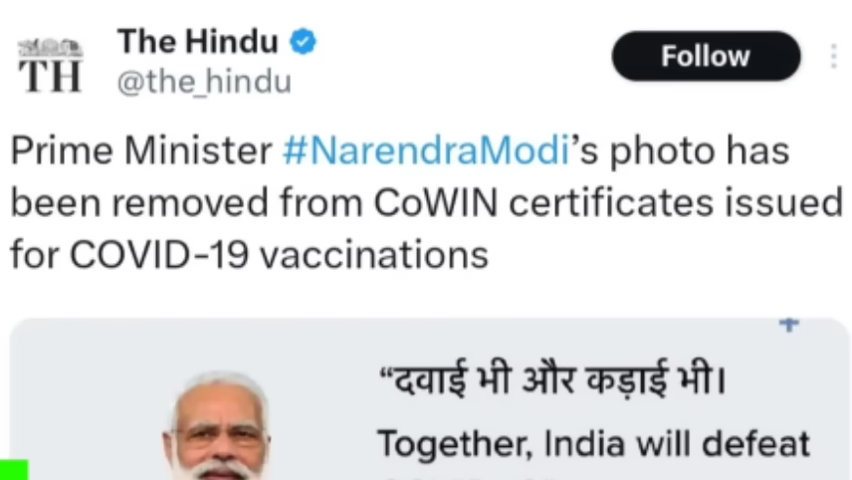 The Hindu
TH
@the_hindu
Follow
Prime Minister #NarendraModi’s photo has
been removed from CoWIN certificates issued
for COVID-19 vaccinations
“दवाई भी और कड़ाई भी।
Together, India will defeat